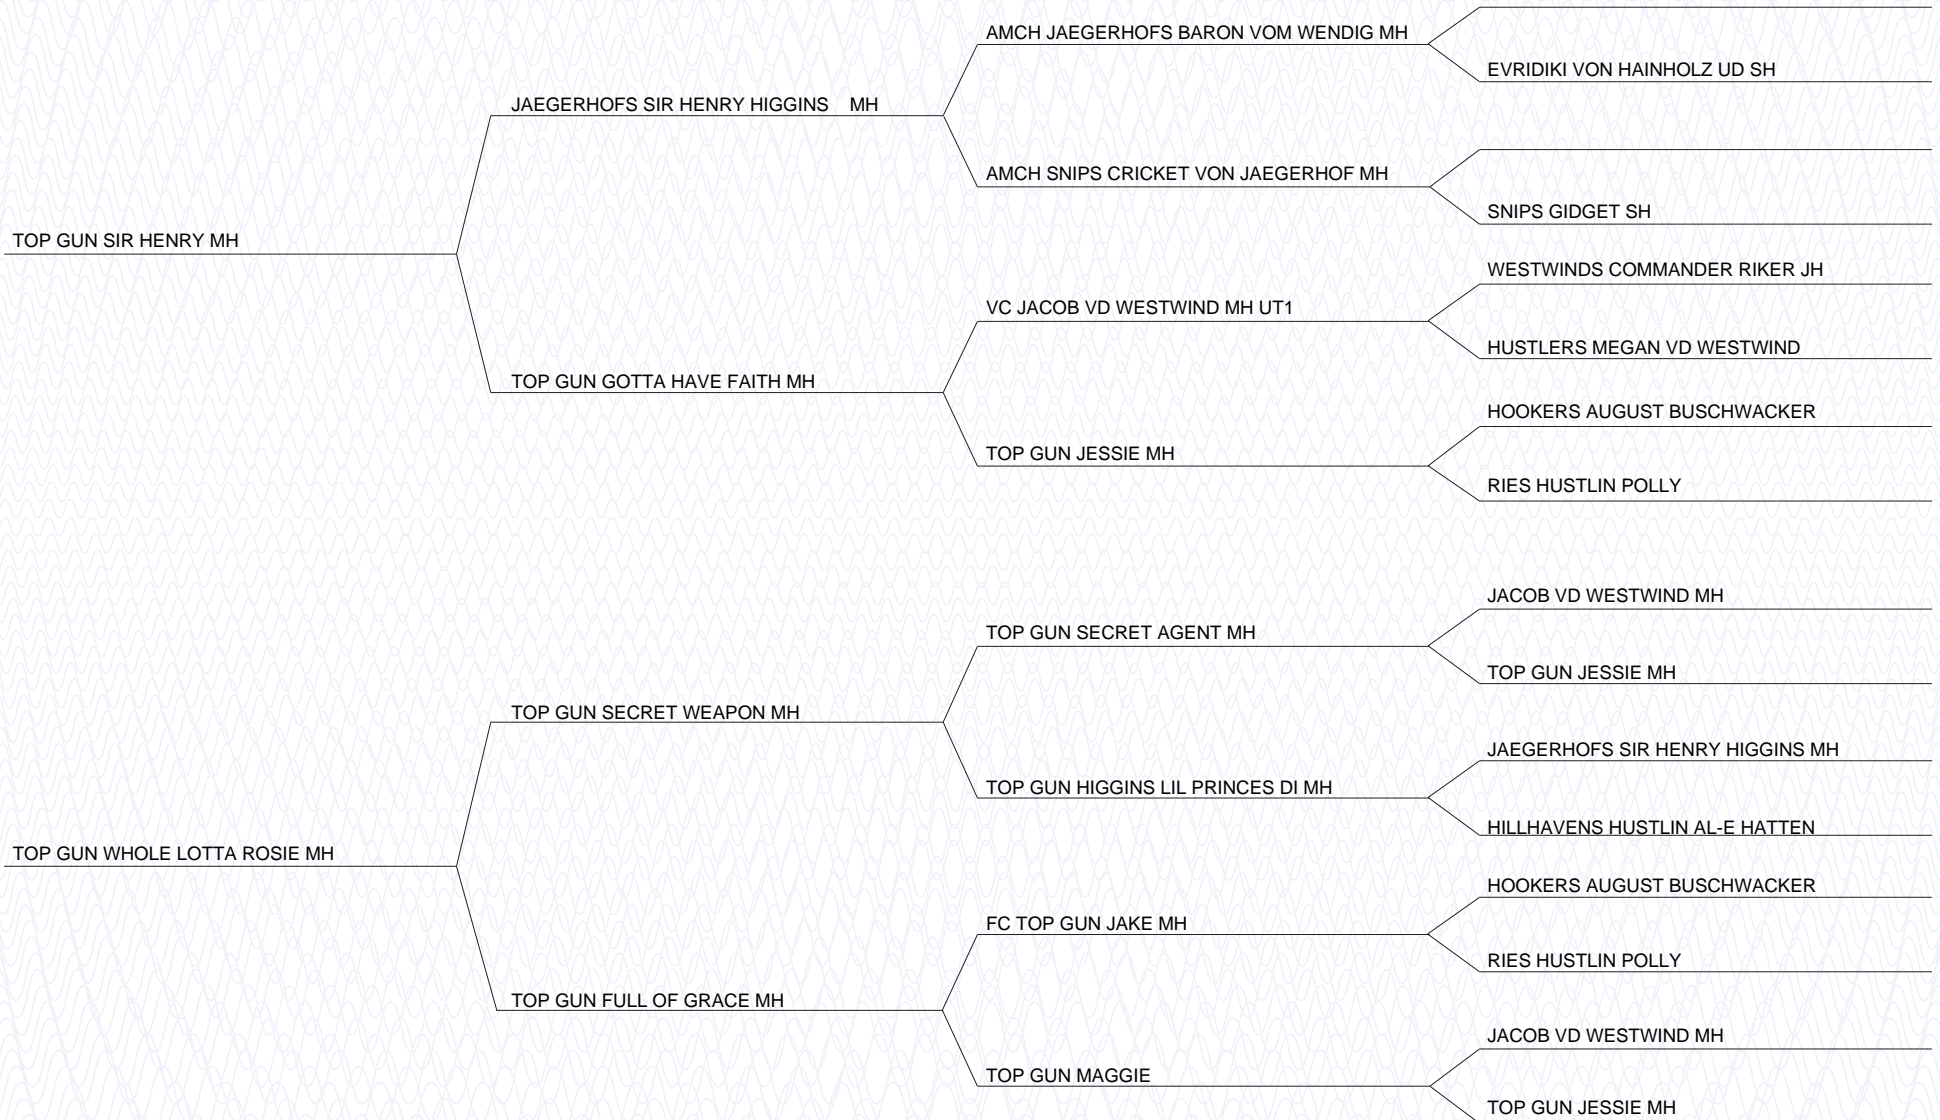 AMCH JAEGERHOFS BARON VOM WENDIG MH
EVRIDIKI VON HAINHOLZ UD SH
JAEGERHOFS SIR HENRY HIGGINS    MH
AMCH SNIPS CRICKET VON JAEGERHOF MH
SNIPS GIDGET SH
TOP GUN SIR HENRY MH
WESTWINDS COMMANDER RIKER JH
VC JACOB VD WESTWIND MH UT1
HUSTLERS MEGAN VD WESTWIND
TOP GUN GOTTA HAVE FAITH MH
HOOKERS AUGUST BUSCHWACKER
TOP GUN JESSIE MH
RIES HUSTLIN POLLY
JACOB VD WESTWIND MH
TOP GUN SECRET AGENT MH
TOP GUN JESSIE MH
TOP GUN SECRET WEAPON MH
JAEGERHOFS SIR HENRY HIGGINS MH
TOP GUN HIGGINS LIL PRINCES DI MH
HILLHAVENS HUSTLIN AL-E HATTEN
TOP GUN WHOLE LOTTA ROSIE MH
HOOKERS AUGUST BUSCHWACKER
FC TOP GUN JAKE MH
RIES HUSTLIN POLLY
TOP GUN FULL OF GRACE MH
JACOB VD WESTWIND MH
TOP GUN MAGGIE
TOP GUN JESSIE MH